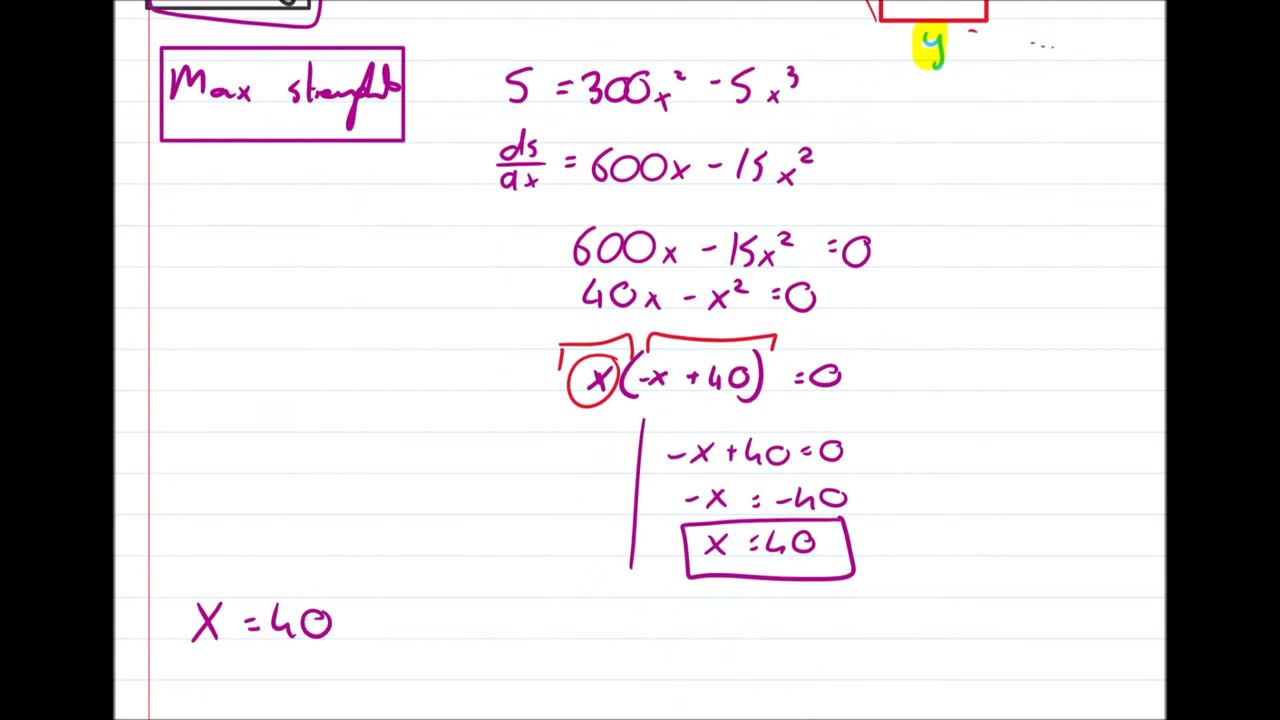 y
Max strenght
S = 300x² - 5x³
ds/dx = 600x - 15x²
600x - 15x² = 0
40x - x² = 0
x(-x + 40) = 0
-x + 40 = 0
-x = -40
x = 40
X = 40